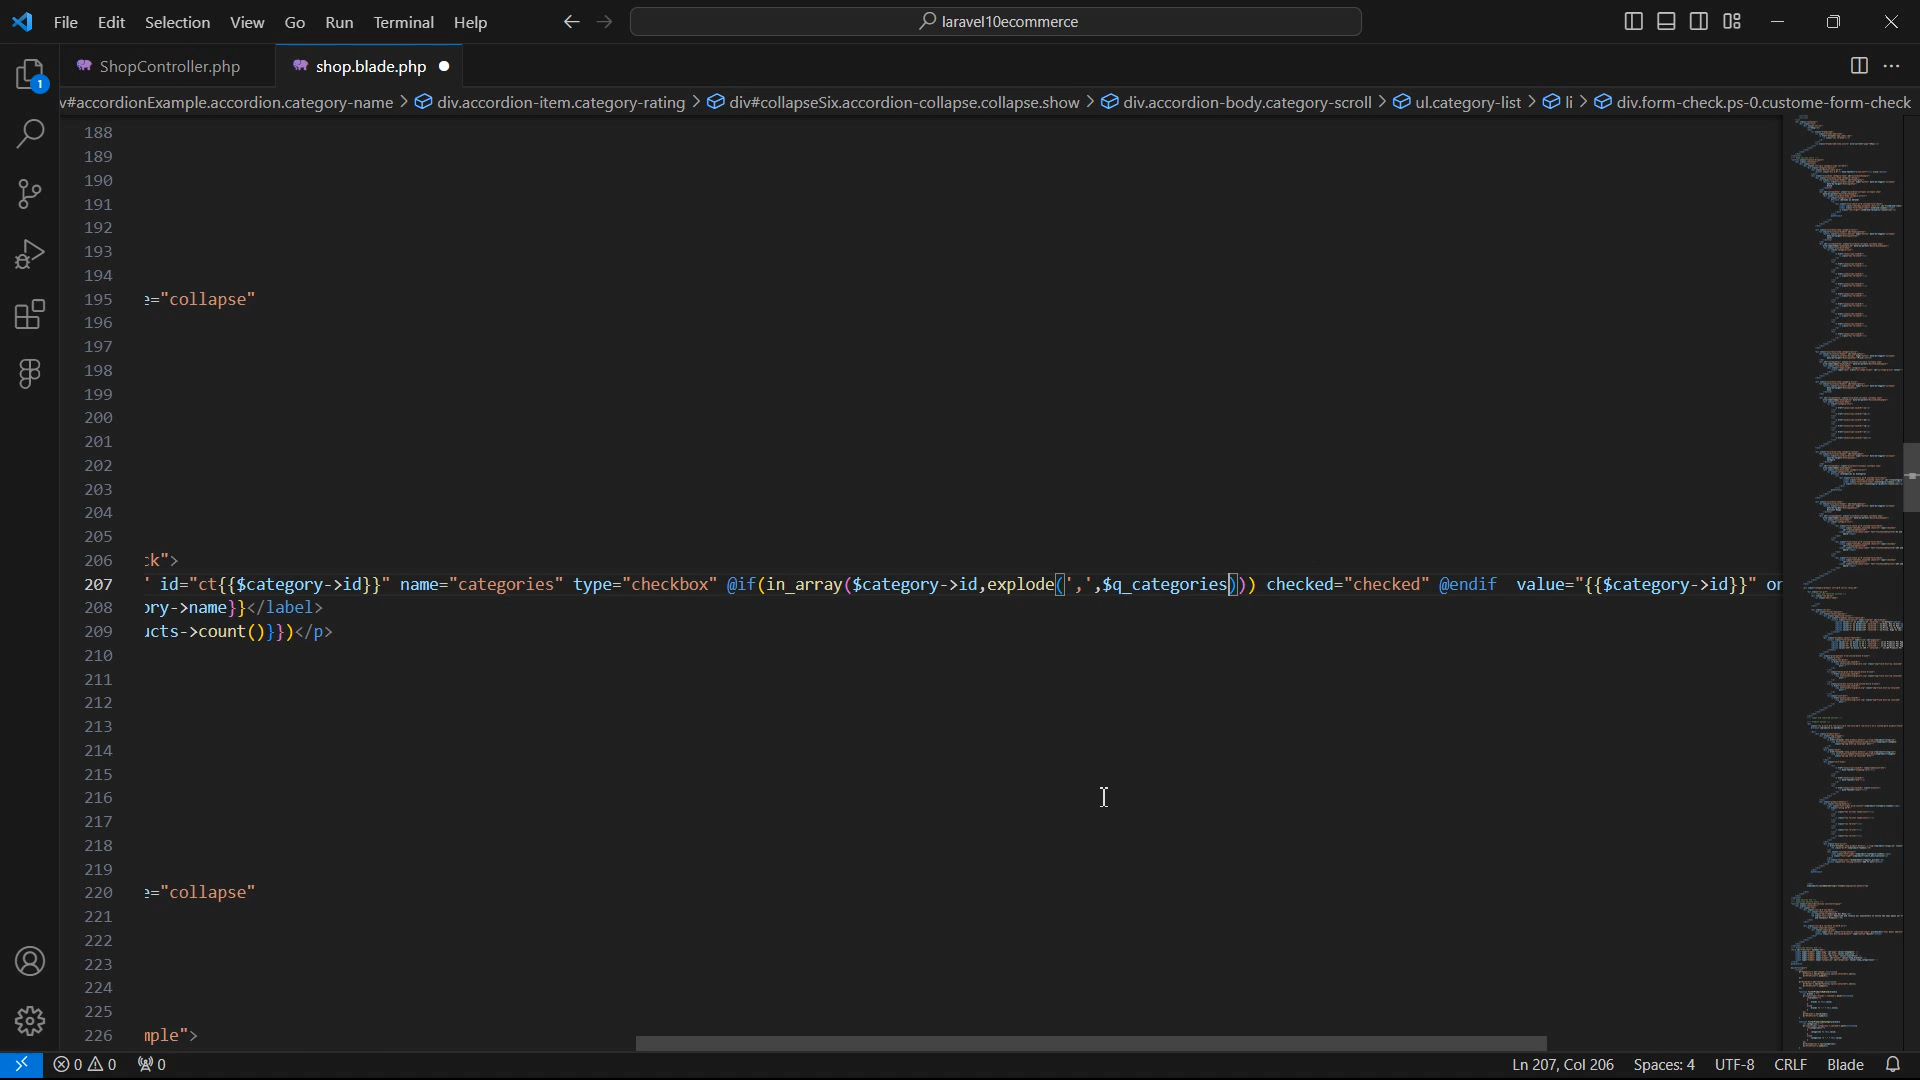 File Edit Selection View Go Run Terminal Help
laravel10ecommerce
ShopController.php
shop.blade.php
v#accordionExample.accordion.category-name > div.accordion-item.category-rating > div#collapseSix.accordion-collapse.collapse.show > div.accordion-body.category-scroll > ul.category-list > li > div.form-check.ps-0.custome-form-check
1
188
189
190
191
192
193
194
195 e="collapse"
196
197
198
199
200
201
202
203
204
205
206 ck">
207 " id="ct{{$category->id}}" name="categories" type="checkbox" @if(in_array($category->id,explode(',',$q_categories))) checked="checked" @endif  value="{{$category->id}}" on
208 ory->name}}</label>
209 ucts->count()}})</p>
210
211
212
213
214
215
216
217
218
219
220 e="collapse"
221
222
223
224
225
226 mple">
0 0 0
Ln 207, Col 206 Spaces: 4 UTF-8 CRLF Blade